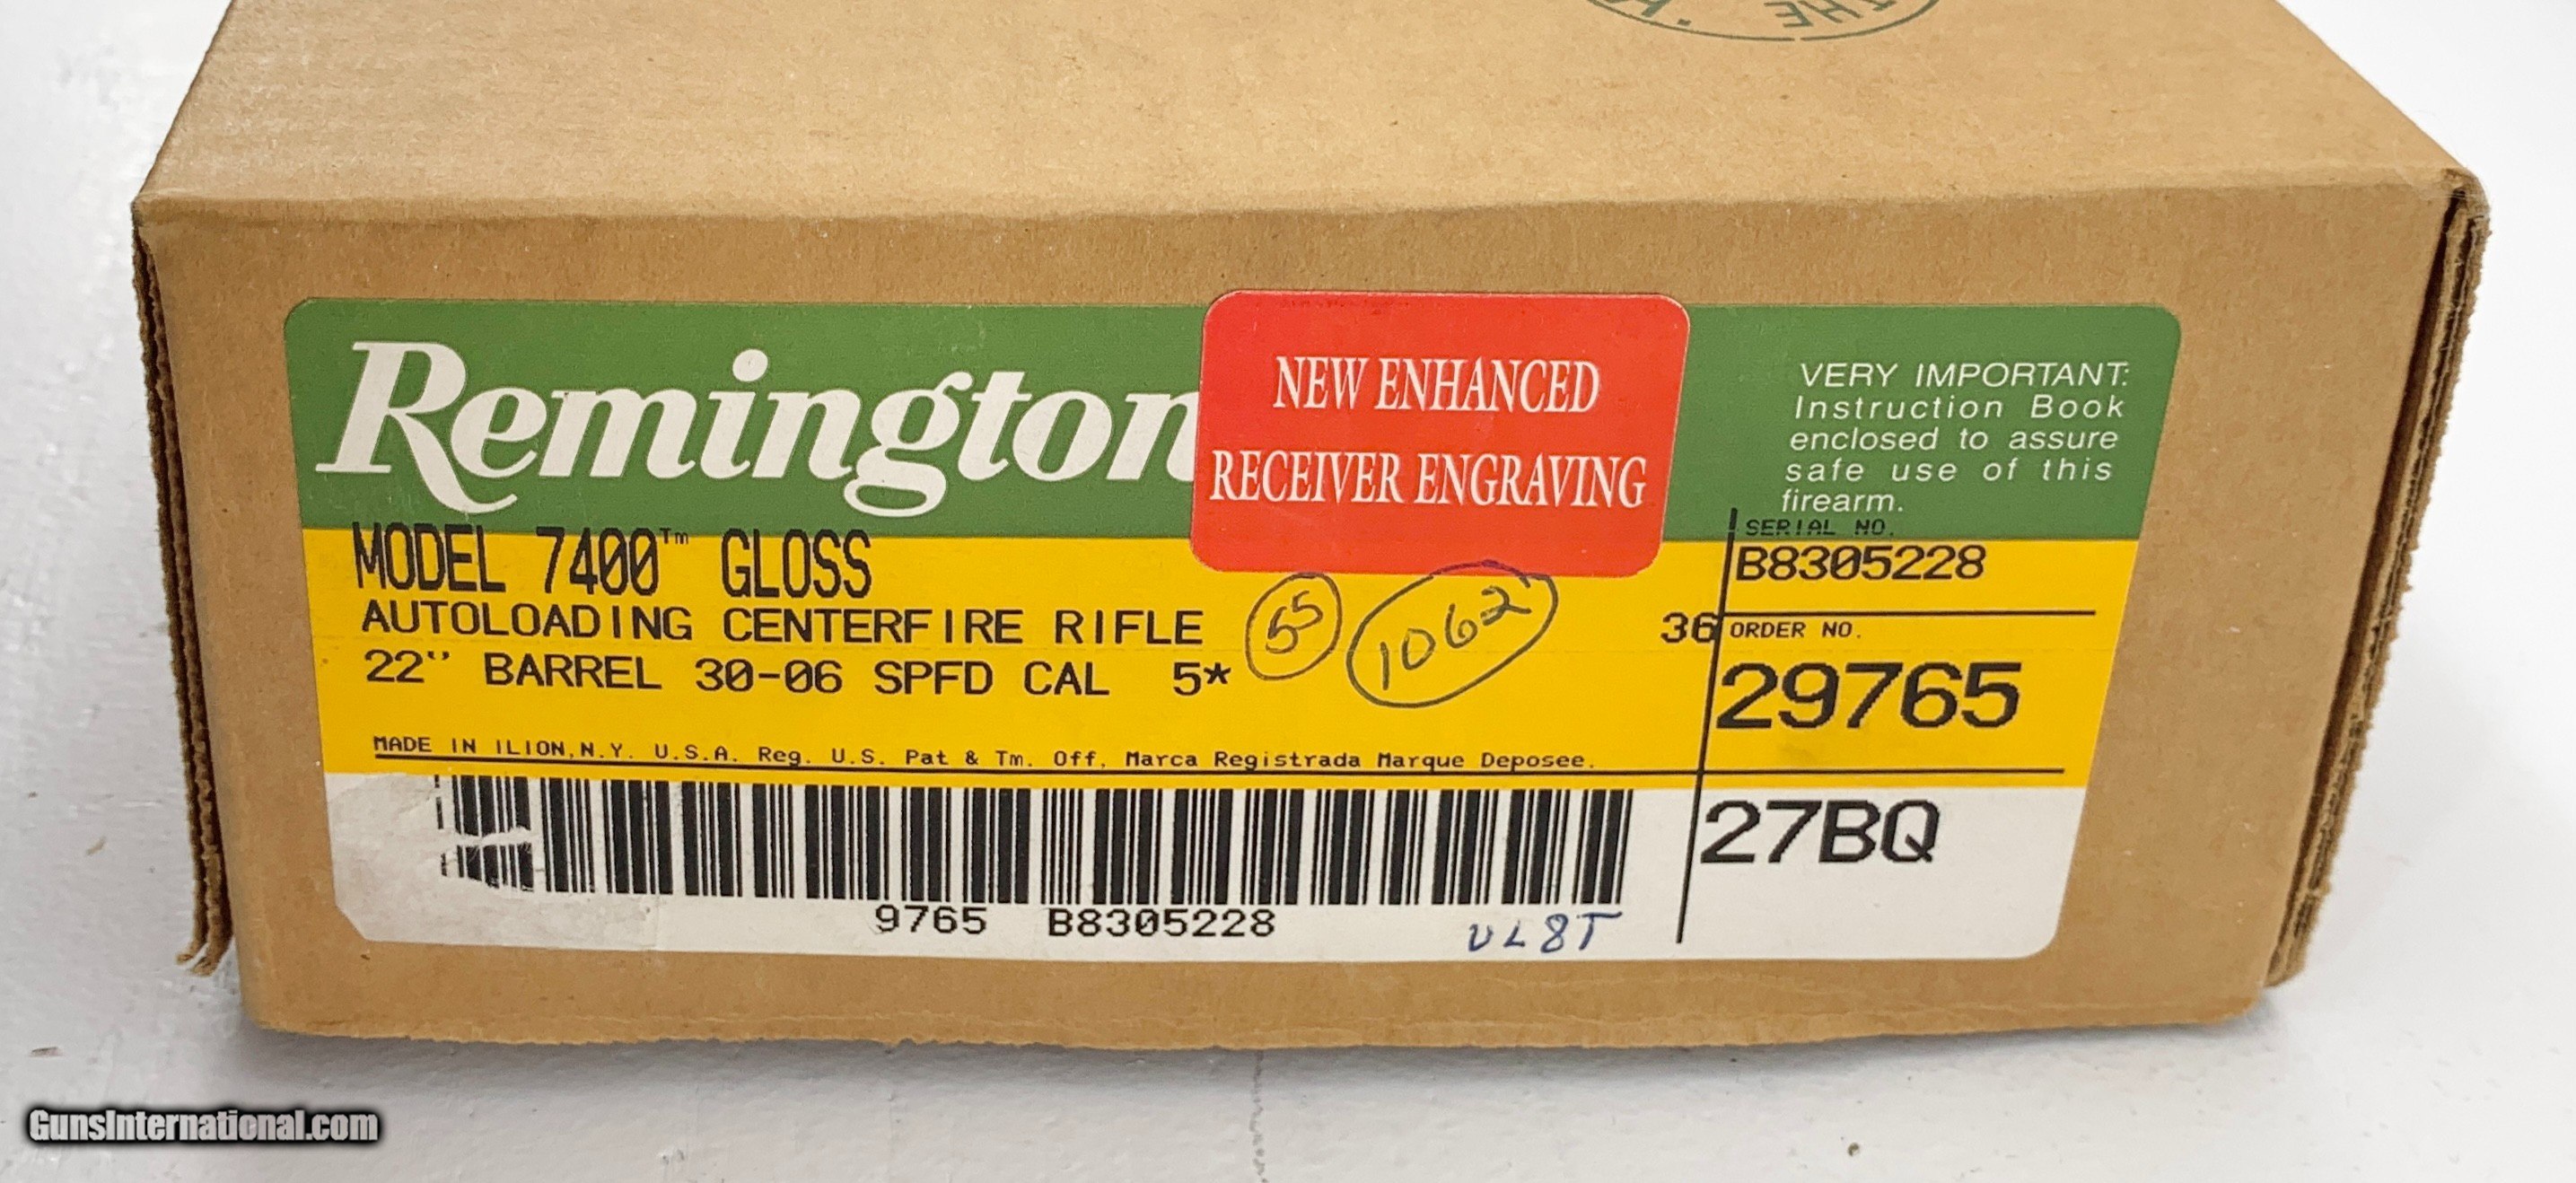 THE
Remington
NEW ENHANCED
RECEIVER ENGRAVING
VERY IMPORTANT:
Instruction Book
enclosed to assure
safe use of this
firearm.
MODEL 7400™ GLOSS
AUTOLOADING CENTERFIRE RIFLE
22" BARREL 30-06 SPFD CAL 5*
55
1062
36
SERIAL NO.
B8305228
ORDER NO.
29765
MADE IN ILION, N.Y. U.S.A. Reg. U.S. Pat & Tm. Off. Marca Registrada Marque Deposee.
27BQ
9765 B8305228
GunsInternational.com